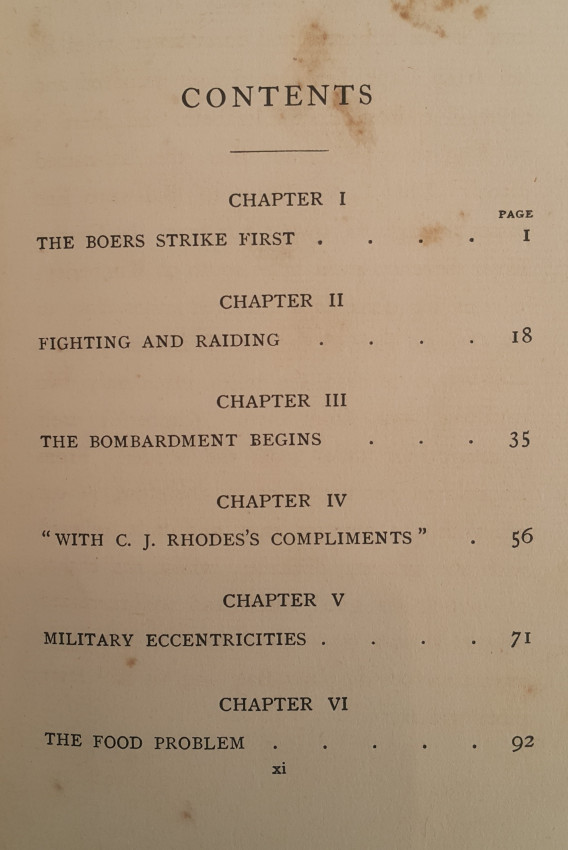 CONTENTS
CHAPTER I
PAGE
THE BOERS STRIKE FIRST . . . . 1
CHAPTER II
FIGHTING AND RAIDING . . . . 18
CHAPTER III
THE BOMBARDMENT BEGINS . . . 35
CHAPTER IV
"WITH C. J. RHODES'S COMPLIMENTS" . 56
CHAPTER V
MILITARY ECCENTRICITIES . . . . 71
CHAPTER VI
THE FOOD PROBLEM . . . . . 92
xi